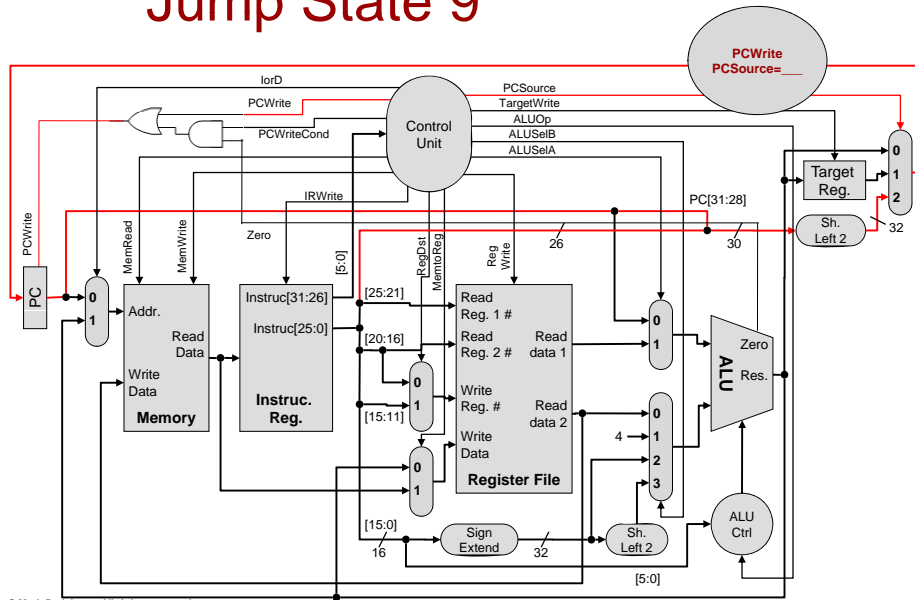 Jump State 9
PCWrite
PCSource=___
IorD
PCWrite
PCWriteCond
Control
Unit
PCSource
TargetWrite
ALUOp
ALUSelB
ALUSelA
0
1
2
Target
Reg.
PC[31:28]
Sh.
Left 2
32
PCWrite
MemRead
MemWrite
IRWrite
Zero
[5:0]
RegDst
MemtoReg
Reg
Write
26
30
PC
0
1
Addr.
Read
Data
Write
Data
Memory
Instruc[31:26]
Instruc[25:0]
Instruc.
Reg.
[25:21]
[20:16]
[15:11]
0
1
0
1
Read
Reg. 1 #
Read
Reg. 2 #
Write
Reg. #
Write
Data
Read
data 1
Read
data 2
Register File
0
1
4
0
1
2
3
ALU
Zero
Res.
[15:0]
16
Sign
Extend
32
Sh.
Left 2
ALU
Ctrl
[5:0]